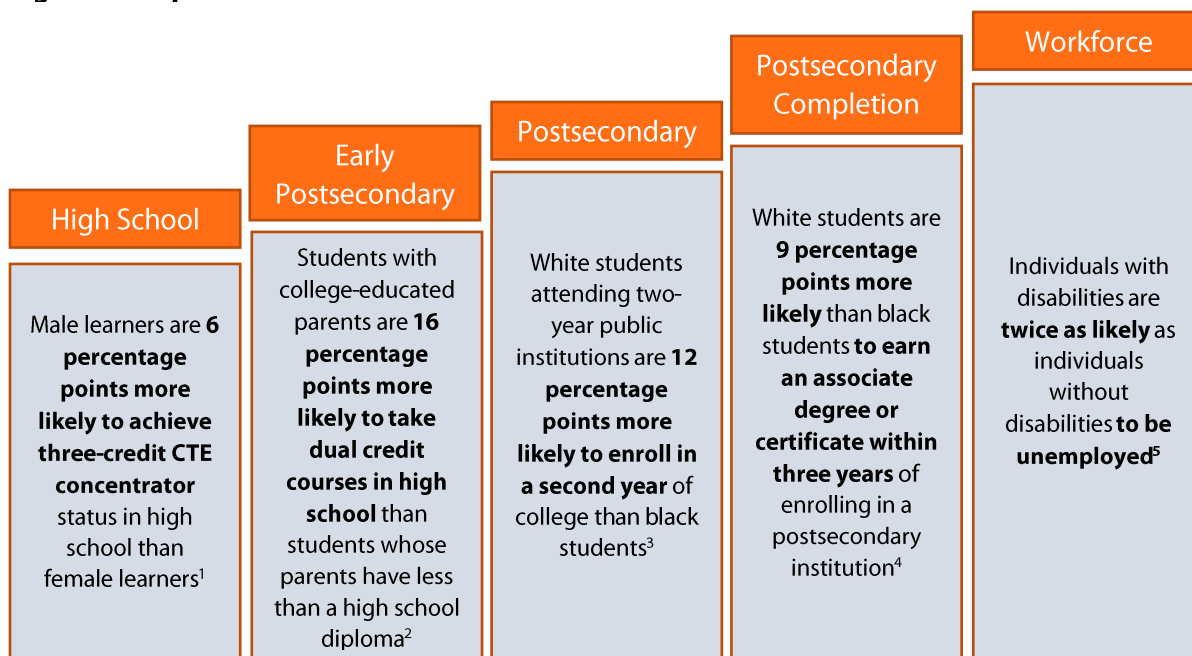 High School
Male learners are 6
percentage
points more
likely to achieve
three-credit CTE
concentrator
status in high
school than
female learners1
Early
Postsecondary
Students with
college-educated
parents are 16
percentage
points more
likely to take
dual credit
courses in high
school than
students whose
parents have less
than a high school
diploma2
Postsecondary
White students
attending two-
year public
institutions are 12
percentage
points more
likely to enroll in
a second year of
college than black
students3
Postsecondary
Completion
White students are
9 percentage
points more
likely than black
students to earn
an associate
degree or
certificate within
three years of
enrolling in a
postsecondary
institution4
Workforce
Individuals with
disabilities are
twice as likely as
individuals
without
disabilities to be
unemployed5